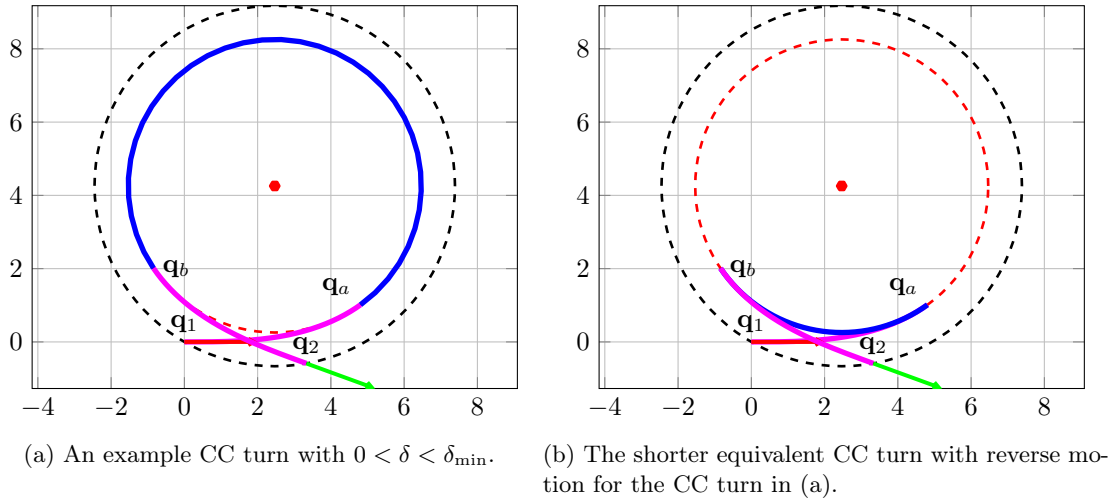 8
6
4
2
0
q_b
q_a
q_1
q_2
−4 −2 0 2 4 6 8
(a) An example CC turn with 0 < δ < δ_min.
8
6
4
2
0
q_b
q_a
q_1
q_2
−4 −2 0 2 4 6 8
(b) The shorter equivalent CC turn with reverse mo-
tion for the CC turn in (a).